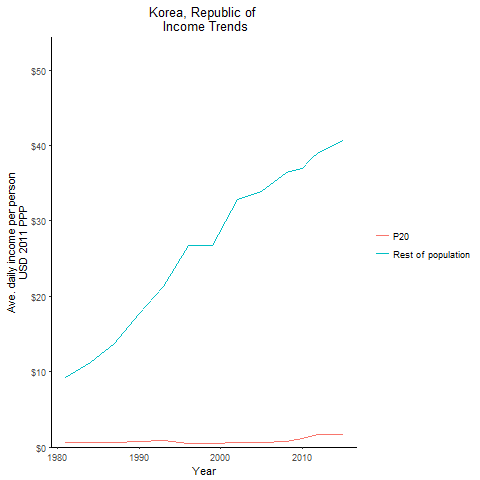 Korea, Republic of
Income Trends
$50
$40
$30
$20
$10
$0
Ave. daily income per person
USD 2011 PPP
1980
1990
2000
2010
Year
P20
Rest of population